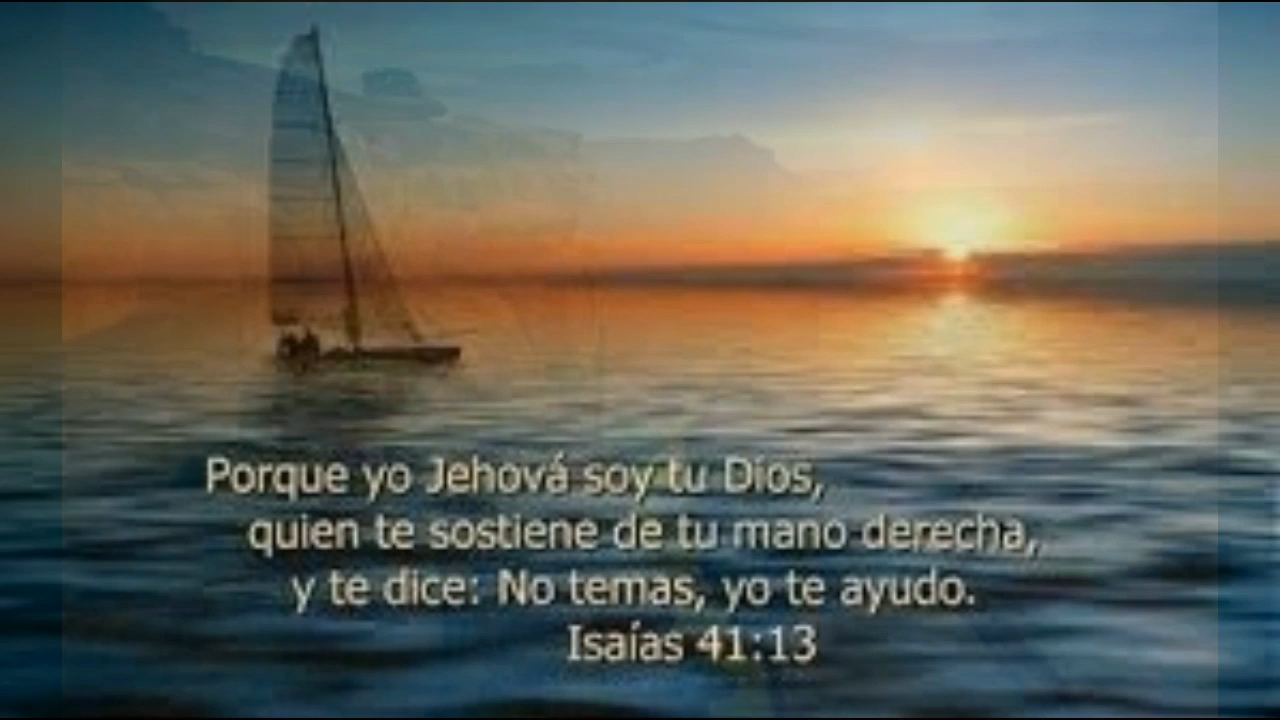 Porque yo Jehová soy tu Dios,
quien te sostiene de tu mano derecha,
y te dice: No temas, yo te ayudo.
Isaías 41:13